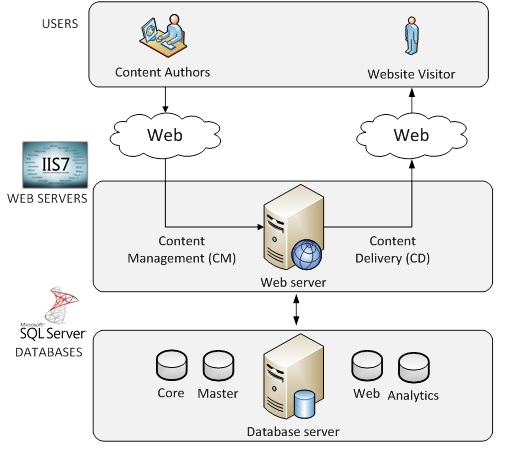 USERS
Content Authors
Website Visitor
Web
Web
IIS7
WEB SERVERS
Content
Management (CM)
Content
Delivery (CD)
Web server
Microsoft
SQL Server
DATABASES
Core
Master
Web
Analytics
Database server